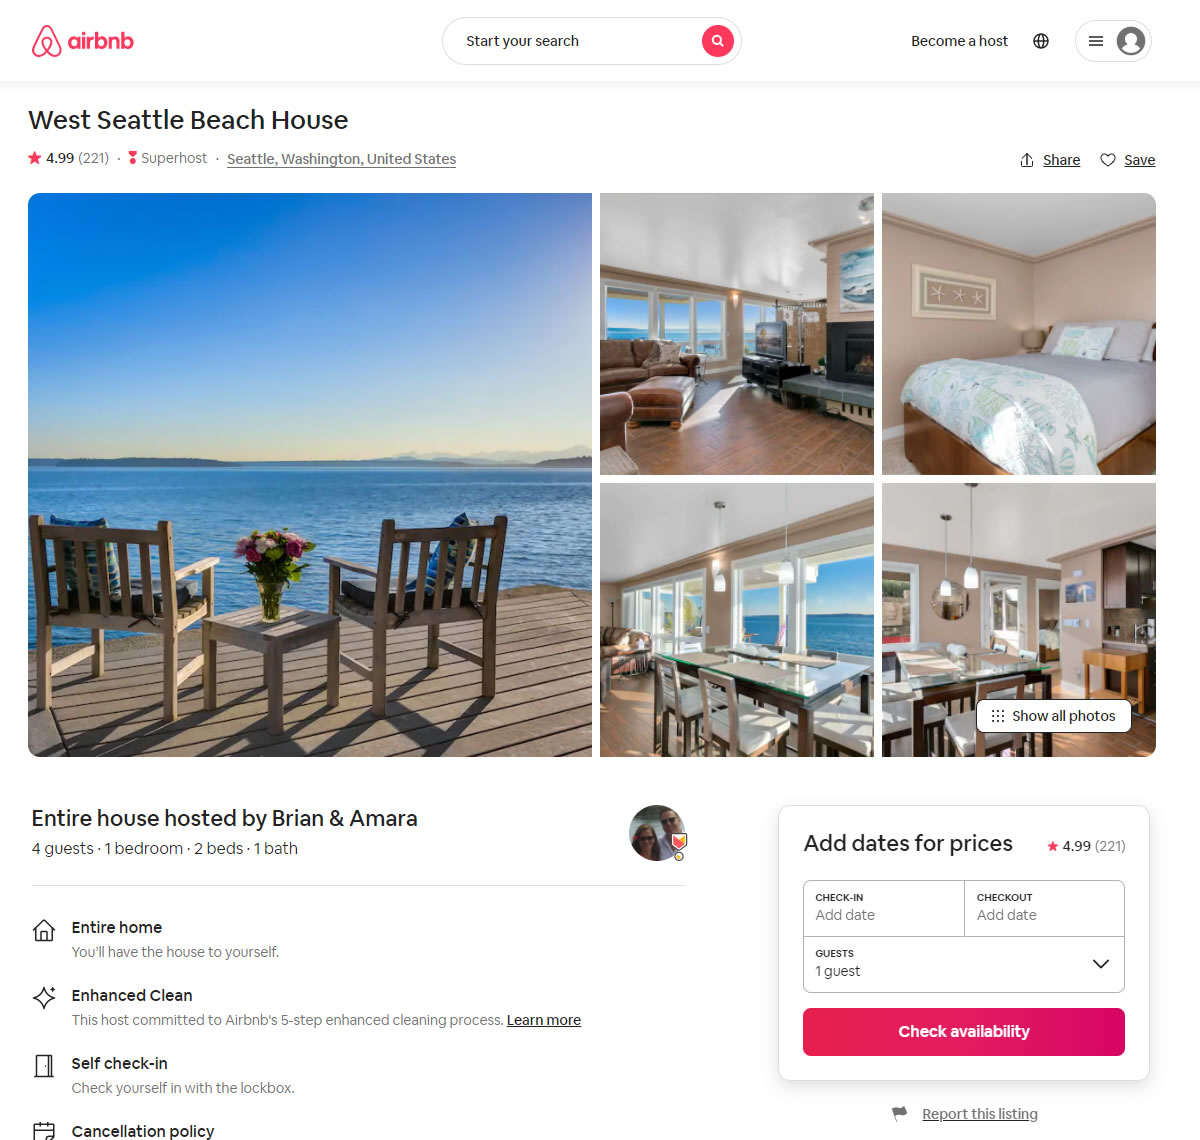 airbnb
Start your search
Become a host
West Seattle Beach House
4.99 (221) · Superhost · Seattle, Washington, United States
Share
Save
Show all photos
Entire house hosted by Brian & Amara
4 guests · 1 bedroom · 2 beds · 1 bath
Entire home
You’ll have the house to yourself.
Enhanced Clean
This host committed to Airbnb's 5-step enhanced cleaning process. Learn more
Self check-in
Check yourself in with the lockbox.
Cancellation policy
Add dates for prices
4.99 (221)
CHECK-IN
Add date
CHECKOUT
Add date
GUESTS
1 guest
Check availability
Report this listing